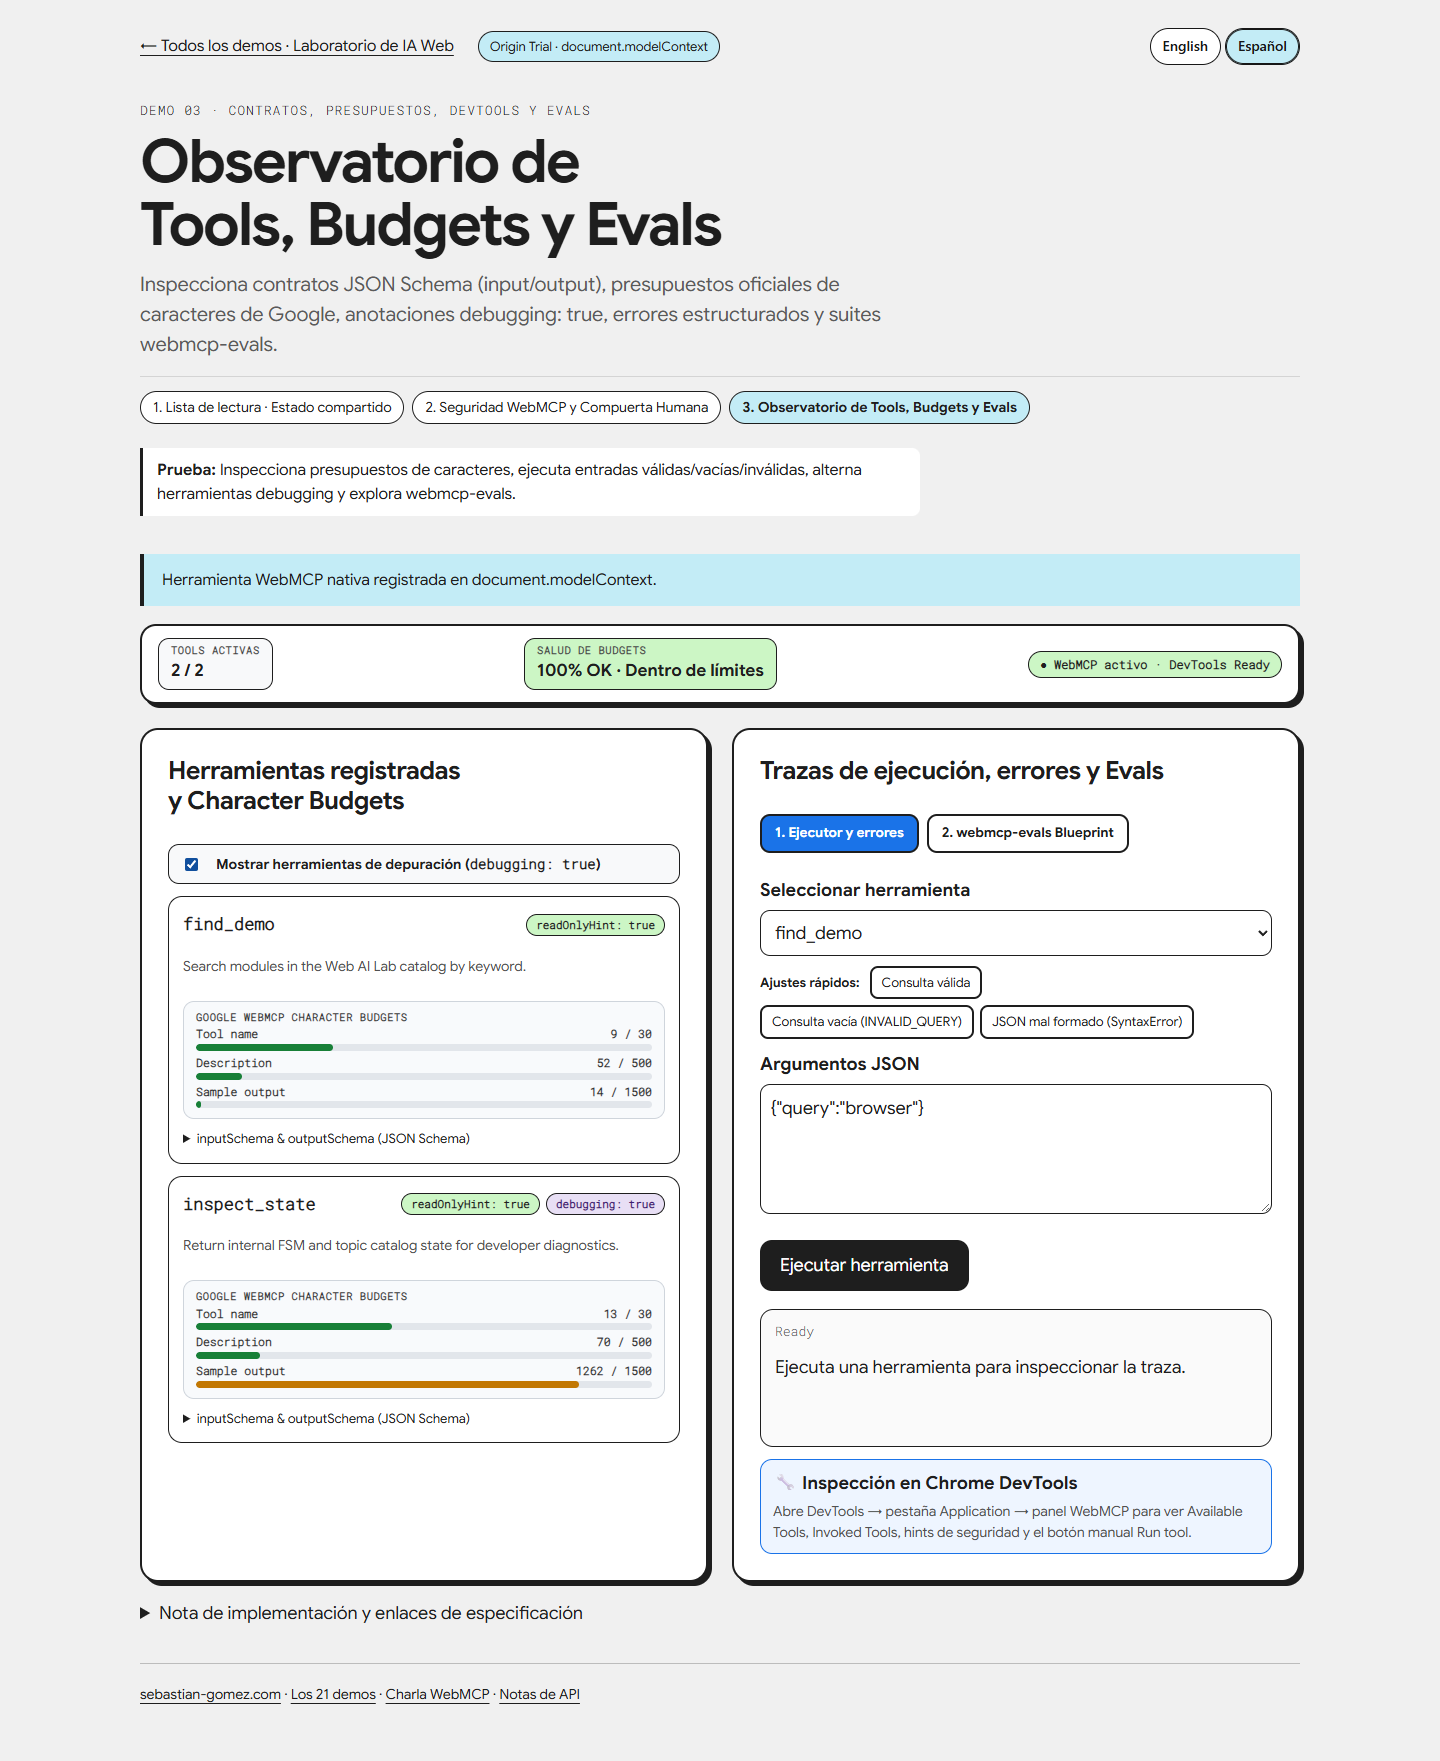 ← Todos los demos · Laboratorio de IA Web
Origin Trial · document.modelContext
English
Español
DEMO 03 · CONTRATOS, PRESUPUESTOS, DEVTOOLS Y EVALS
Observatorio de
Tools, Budgets y Evals
Inspecciona contratos JSON Schema (input/output), presupuestos oficiales de
caracteres de Google, anotaciones debugging: true, errores estructurados y suites
webmcp-evals.
1. Lista de lectura · Estado compartido
2. Seguridad WebMCP y Compuerta Humana
3. Observatorio de Tools, Budgets y Evals
Prueba: Inspecciona presupuestos de caracteres, ejecuta entradas válidas/vacías/inválidas, alterna
herramientas debugging y explora webmcp-evals.
Herramienta WebMCP nativa registrada en document.modelContext.
TOOLS ACTIVAS
2 / 2
SALUD DE BUDGETS
100% OK · Dentro de límites
● WebMCP activo · DevTools Ready
Herramientas registradas
y Character Budgets
Mostrar herramientas de depuración (debugging: true)
find_demo
readOnlyHint: true
Search modules in the Web AI Lab catalog by keyword.
GOOGLE WEBMCP CHARACTER BUDGETS
Tool name 9 / 30
Description 52 / 500
Sample output 14 / 1500
▶ inputSchema & outputSchema (JSON Schema)
inspect_state
readOnlyHint: true
debugging: true
Return internal FSM and topic catalog state for developer diagnostics.
GOOGLE WEBMCP CHARACTER BUDGETS
Tool name 13 / 30
Description 70 / 500
Sample output 1262 / 1500
▶ inputSchema & outputSchema (JSON Schema)
Trazas de ejecución, errores y Evals
1. Ejecutor y errores
2. webmcp-evals Blueprint
Seleccionar herramienta
find_demo
Ajustes rápidos:
Consulta válida
Consulta vacía (INVALID_QUERY)
JSON mal formado (SyntaxError)
Argumentos JSON
{"query":"browser"}
Ejecutar herramienta
Ready
Ejecuta una herramienta para inspeccionar la traza.
🔧 Inspección en Chrome DevTools
Abre DevTools → pestaña Application → panel WebMCP para ver Available
Tools, Invoked Tools, hints de seguridad y el botón manual Run tool.
▶ Nota de implementación y enlaces de especificación
sebastian-gomez.com · Los 21 demos · Charla WebMCP · Notas de API